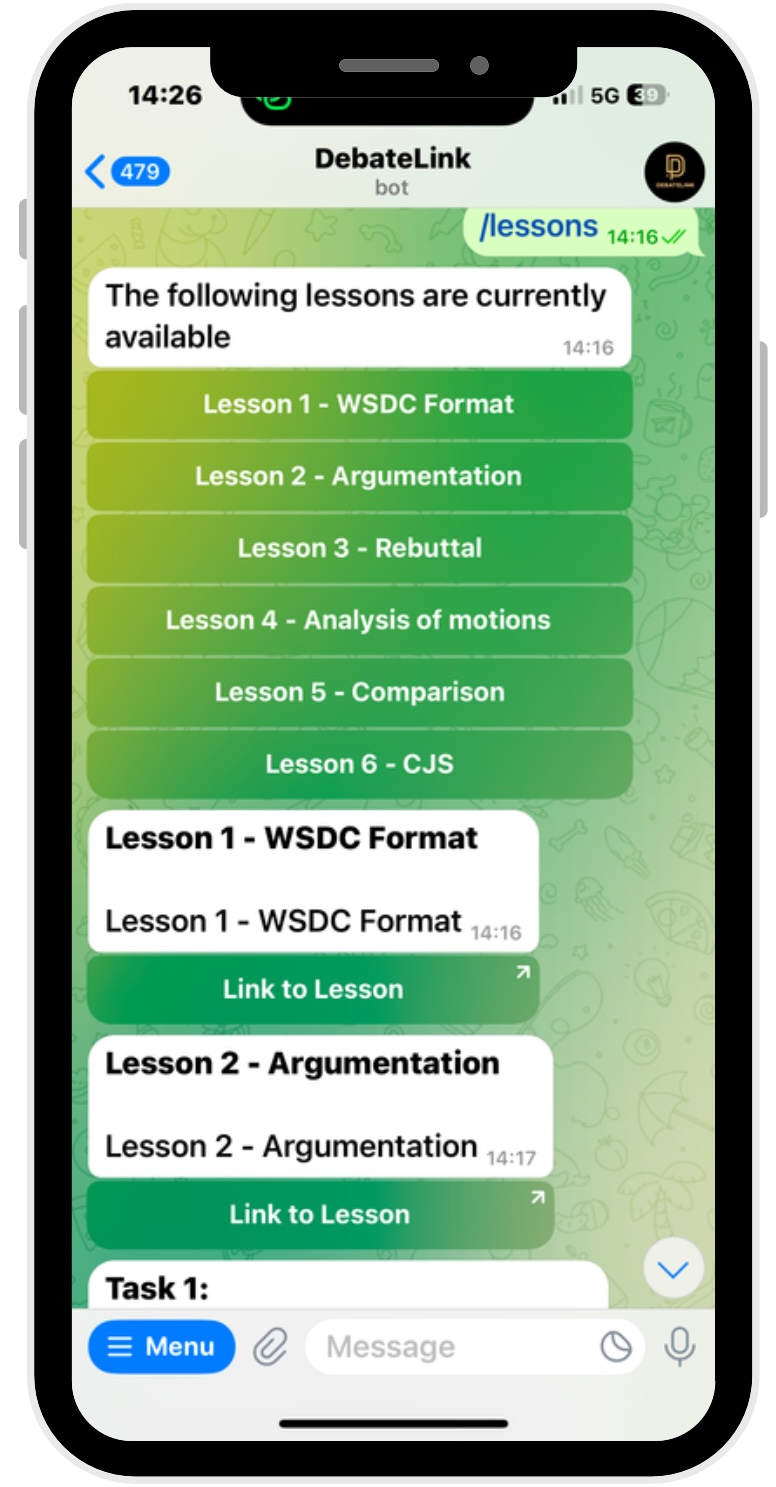 14:26
5G
39
479
DebateLink
bot
DEBATELINK
/lessons 14:16
The following lessons are currently
available
14:16
Lesson 1 - WSDC Format
Lesson 2 - Argumentation
Lesson 3 - Rebuttal
Lesson 4 - Analysis of motions
Lesson 5 - Comparison
Lesson 6 - CJS
Lesson 1 - WSDC Format
Lesson 1 - WSDC Format 14:16
Link to Lesson
Lesson 2 - Argumentation
Lesson 2 - Argumentation 14:17
Link to Lesson
Task 1:
Menu
Message